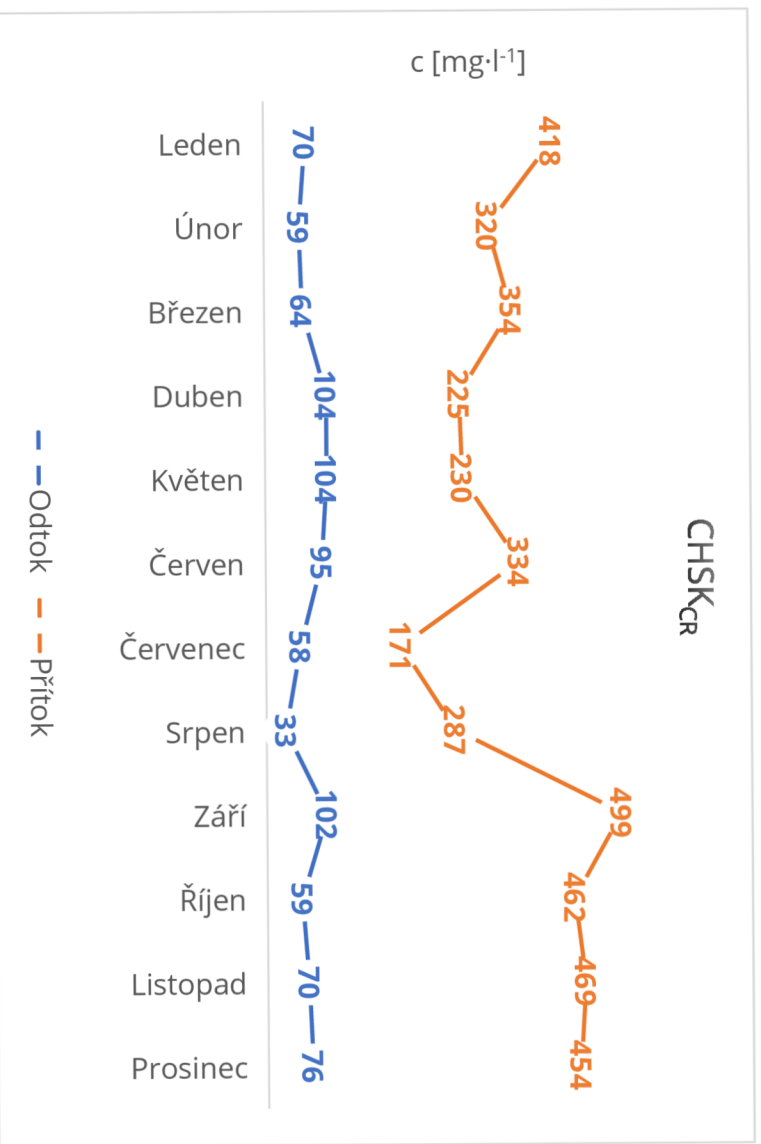 CHSKCR
c [mg·l-1]
418
320
354
225
230
334
171
287
499
462
469
454
70
59
64
104
104
95
58
33
102
59
70
76
Leden
Únor
Březen
Duben
Květen
Červen
Červenec
Srpen
Září
Říjen
Listopad
Prosinec
Odtok
Přítok